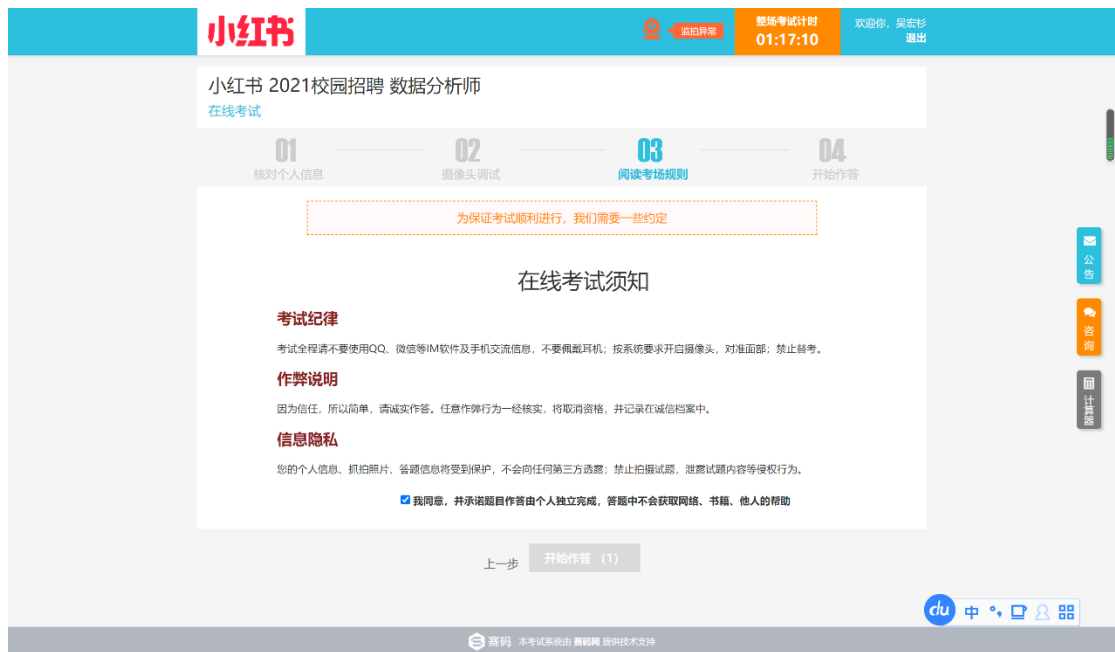 小红书
监拍异常
整场考试计时
01:17:10
欢迎你，吴宏杉
退出
小红书 2021校园招聘 数据分析师
在线考试
01
核对个人信息
02
摄像头调试
03
阅读考场规则
04
开始作答
为保证考试顺利进行，我们需要一些约定
在线考试须知
考试纪律
考试全程请不要使用QQ、微信等IM软件及手机交流信息，不要佩戴耳机；按系统要求开启摄像头，对准面部；禁止替考。
作弊说明
因为信任，所以简单，请诚实作答。任意作弊行为一经核实，将取消资格，并记录在诚信档案中。
信息隐私
您的个人信息、抓拍照片、答题信息将受到保护，不会向任何第三方透露；禁止拍摄试题，泄露试题内容等侵权行为。
我同意，并承诺题目作答由个人独立完成，答题中不会获取网络、书籍、他人的帮助
上一步
开始作答 （1）
公告
咨询
计算器
du 中 °,
赛码 本考试系统由 赛码网 提供技术支持